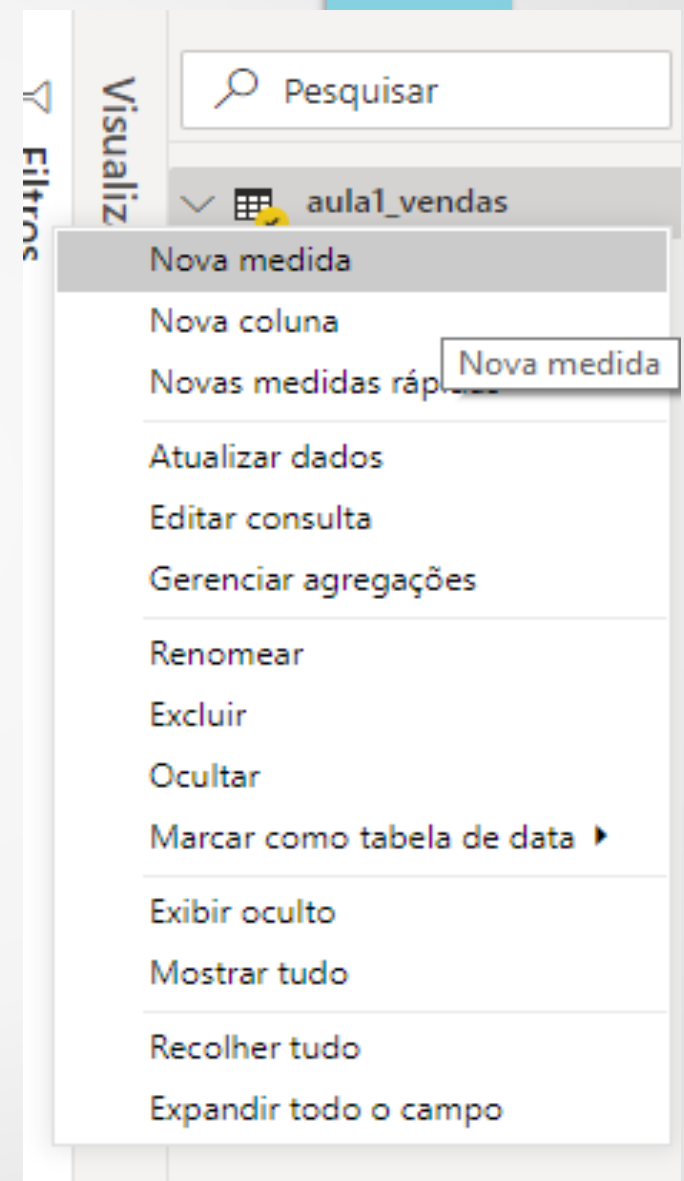 Pesquisar
Filtros
Visualiz
aula1_vendas
Nova medida
Nova coluna
Nova medida
Novas medidas
Atualizar dados
Editar consulta
Gerenciar agregações
Renomear
Excluir
Ocultar
Marcar como tabela de data
Exibir oculto
Mostrar tudo
Recolher tudo
Expandir todo o campo